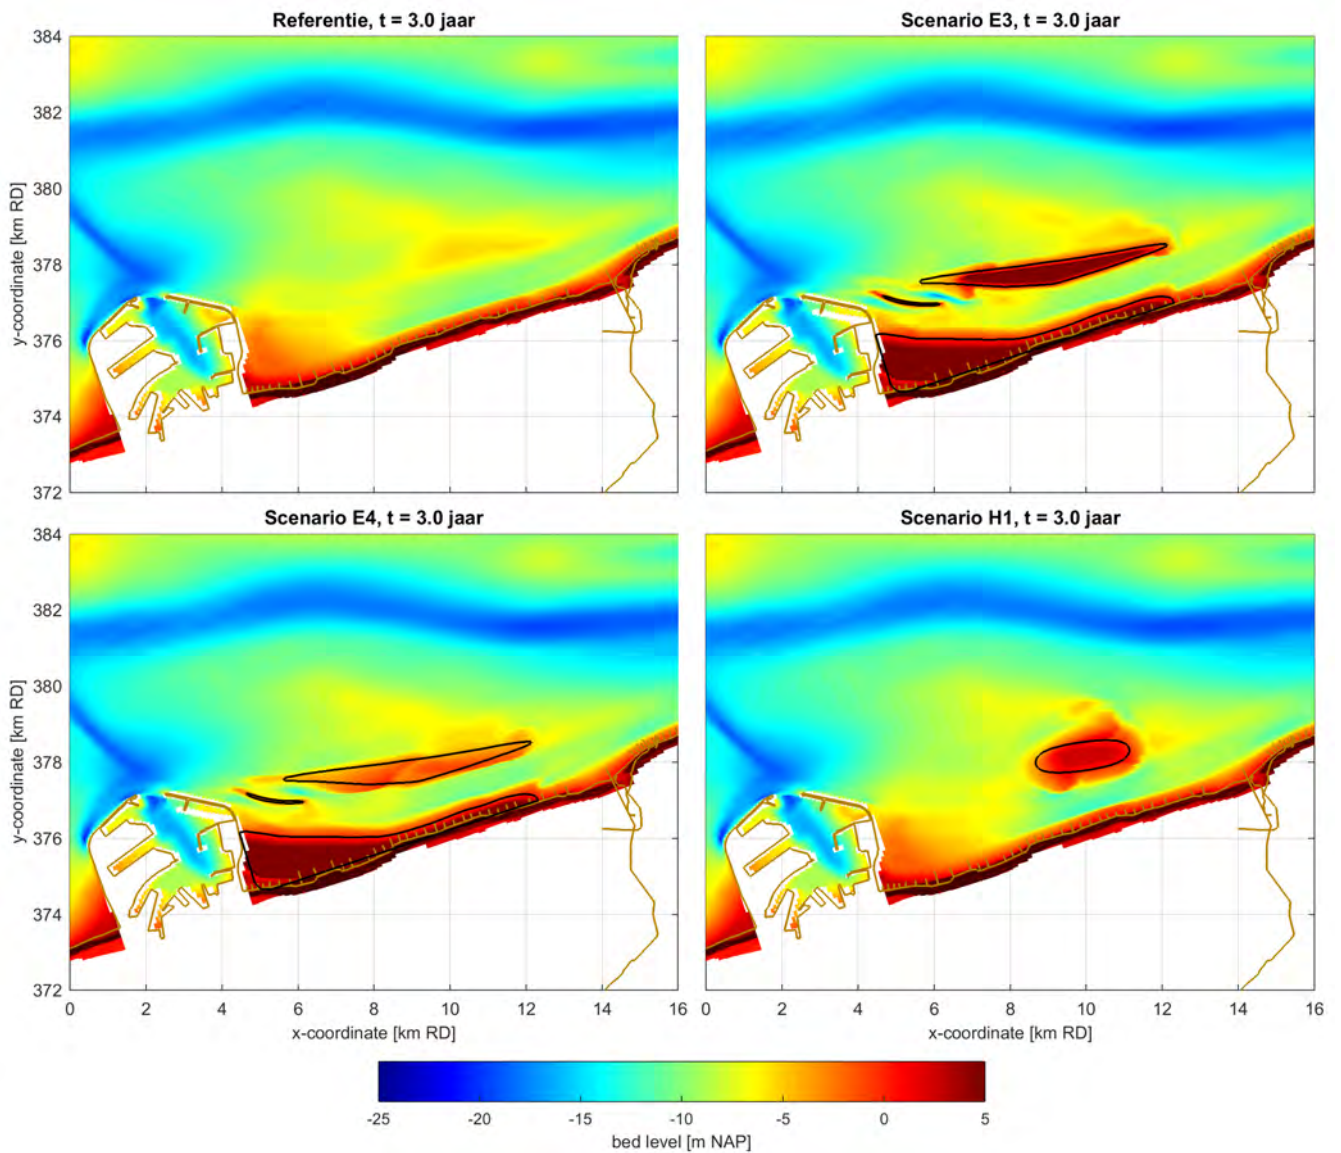 Referentie, t = 3.0 jaar
Scenario E3, t = 3.0 jaar
384
382
380
378
376
374
372
y-coordinate [km RD]
Scenario E4, t = 3.0 jaar
Scenario H1, t = 3.0 jaar
384
382
380
378
376
374
372
y-coordinate [km RD]
0 2 4 6 8 10 12 14 16
0 2 4 6 8 10 12 14 16
x-coordinate [km RD]
x-coordinate [km RD]
-25 -20 -15 -10 -5 0 5
bed level [m NAP]